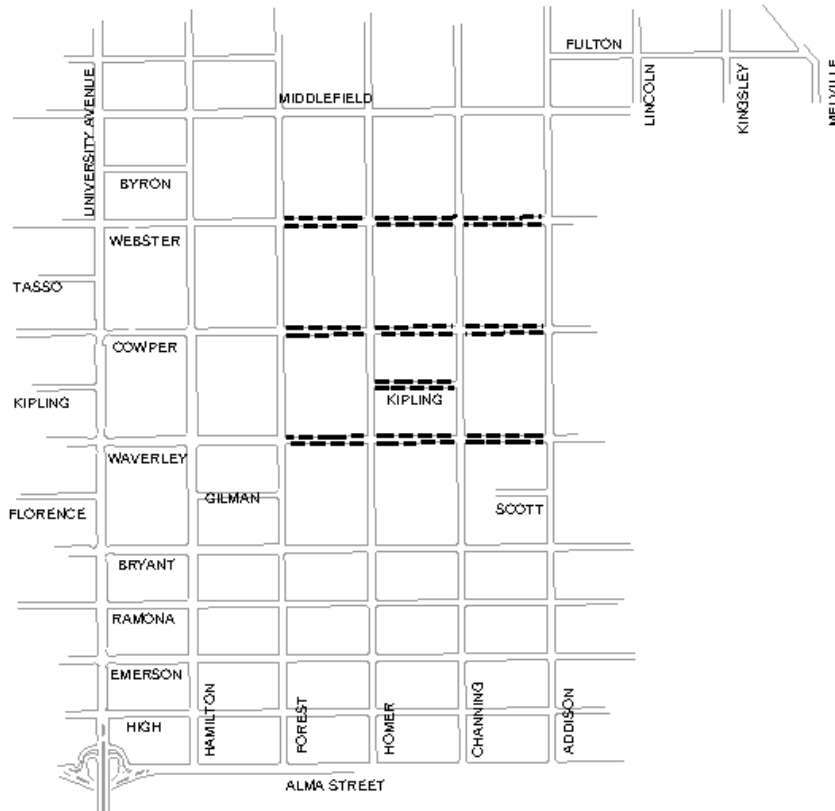 FULTON
MIDDLEFIELD
UNIVERSITY AVENUE
LINCOLN
KINGSLEY
MELVILLE
BYRON
WEBSTER
TASSO
COWPER
KIPLING
KIPLING
WAVERLEY
GILMAN
FLORENCE
SCOTT
BRYANT
RAMONA
EMERSON
HAMILTON
FOREST
HOMER
CHANNING
ADDISON
HIGH
ALMA STREET